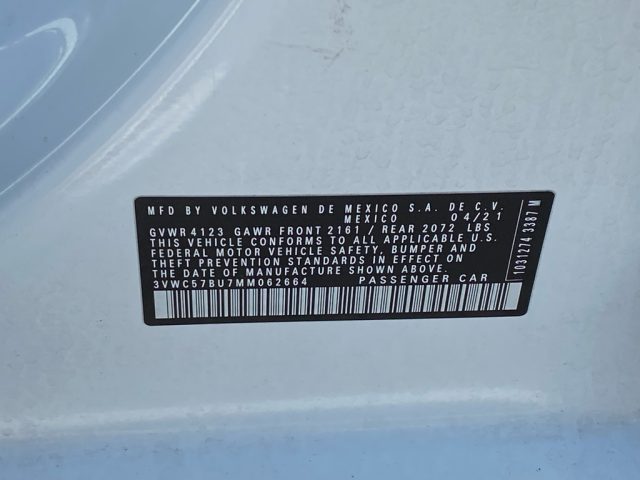 MFD BY VOLKSWAGEN DE MEXICO S.A. DE C.V.
MEXICO 04/21
GVWR 4123 GAWR FRONT 2161 / REAR 2072 LBS
THIS VEHICLE CONFORMS TO ALL APPLICABLE U.S.
FEDERAL MOTOR VEHICLE SAFETY, BUMPER AND
THEFT PREVENTION STANDARDS IN EFFECT ON
THE DATE OF MANUFACTURE SHOWN ABOVE.
3VWC57BU7MM062664 PASSENGER CAR
1031274 3387 M